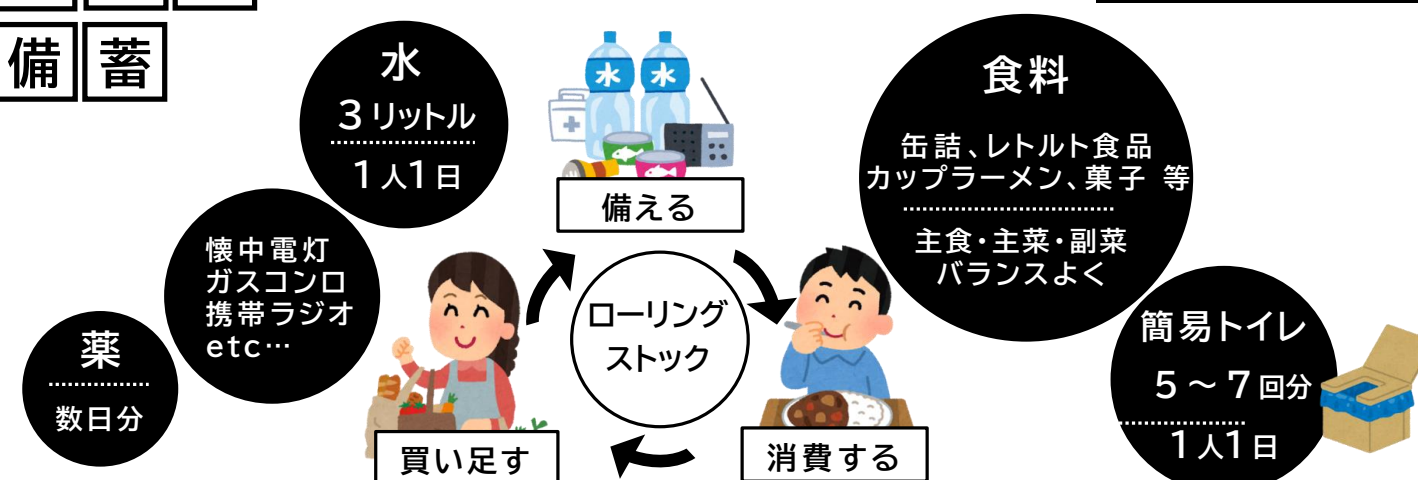 備蓄
水
3リットル
1人1日
水 水
備える
食料
缶詰、レトルト食品
カップラーメン、菓子 等
主食・主菜・副菜
バランスよく
懐中電灯
ガスコンロ
携帯ラジオ
etc…
ローリング
ストック
薬
数日分
簡易トイレ
5～7回分
1人1日
買い足す
消費する